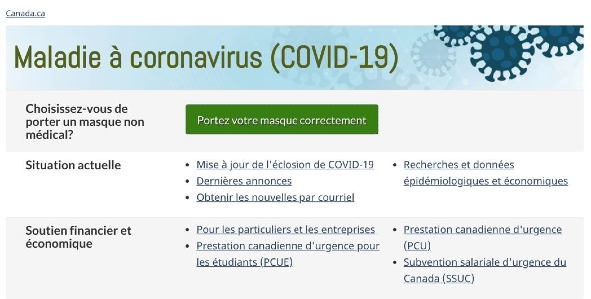 Canada.ca
Maladie à coronavirus (COVID-19)
Choisissez-vous de
porter un masque non
médical?
Portez votre masque correctement
Situation actuelle
Mise à jour de l'éclosion de COVID-19
Dernières annonces
Obtenir les nouvelles par courriel
Recherches et données
épidémiologiques et économiques
Soutien financier et
économique
Pour les particuliers et les entreprises
Prestation canadienne d'urgence pour
les étudiants (PCUE)
Prestation canadienne d'urgence
(PCU)
Subvention salariale d'urgence du
Canada (SSUC)